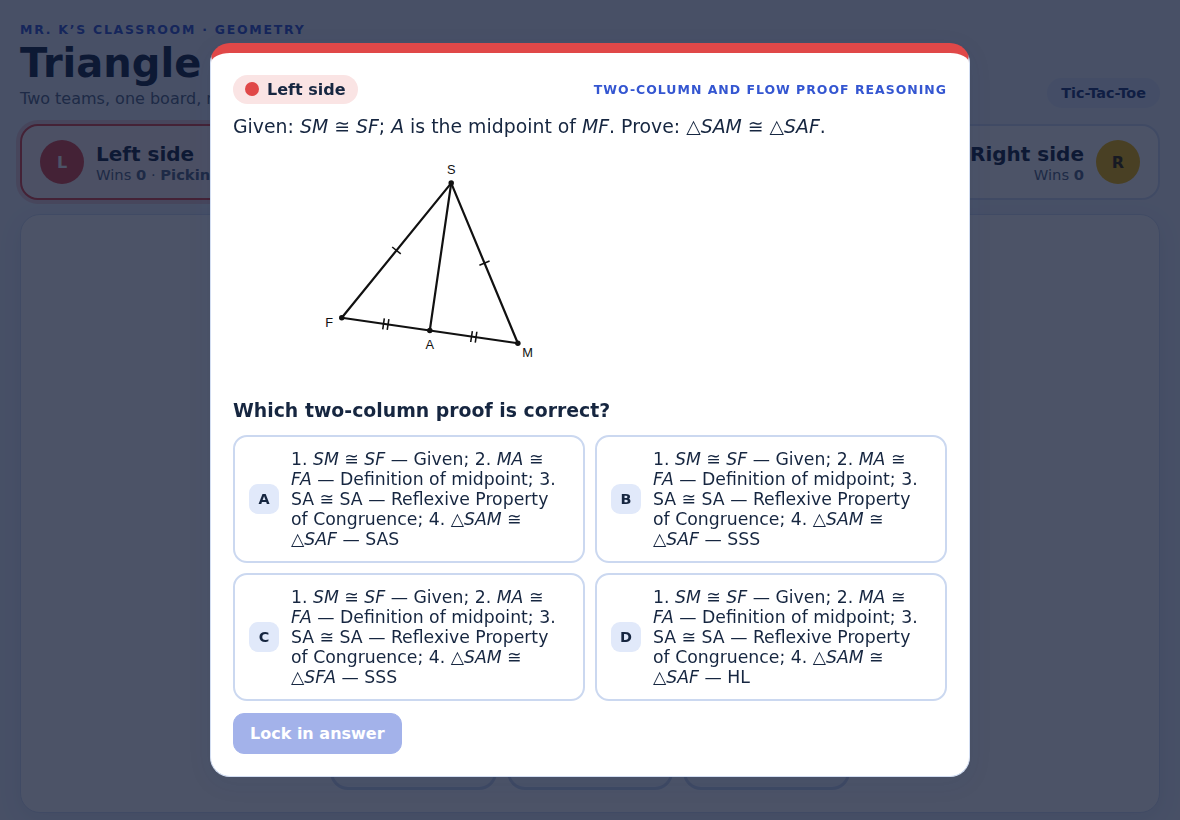 MR. K’S CLASSROOM · GEOMETRY
Triangle
Two teams, one board,
Tic-Tac-Toe
L
Left side
Wins 0 ·
Right side
Wins 0
R
Left side
TWO-COLUMN AND FLOW PROOF REASONING
Given: SM ≅ SF; A is the midpoint of MF. Prove: △SAM ≅ △SAF.
S
F
A
M
Which two-column proof is correct?
A
1. SM ≅ SF — Given; 2. MA ≅
FA — Definition of midpoint; 3.
SA ≅ SA — Reflexive Property
of Congruence; 4. △SAM ≅
△SAF — SAS
B
1. SM ≅ SF — Given; 2. MA ≅
FA — Definition of midpoint; 3.
SA ≅ SA — Reflexive Property
of Congruence; 4. △SAM ≅
△SAF — SSS
C
1. SM ≅ SF — Given; 2. MA ≅
FA — Definition of midpoint; 3.
SA ≅ SA — Reflexive Property
of Congruence; 4. △SAM ≅
△SFA — SSS
D
1. SM ≅ SF — Given; 2. MA ≅
FA — Definition of midpoint; 3.
SA ≅ SA — Reflexive Property
of Congruence; 4. △SAM ≅
△SAF — HL
Lock in answer